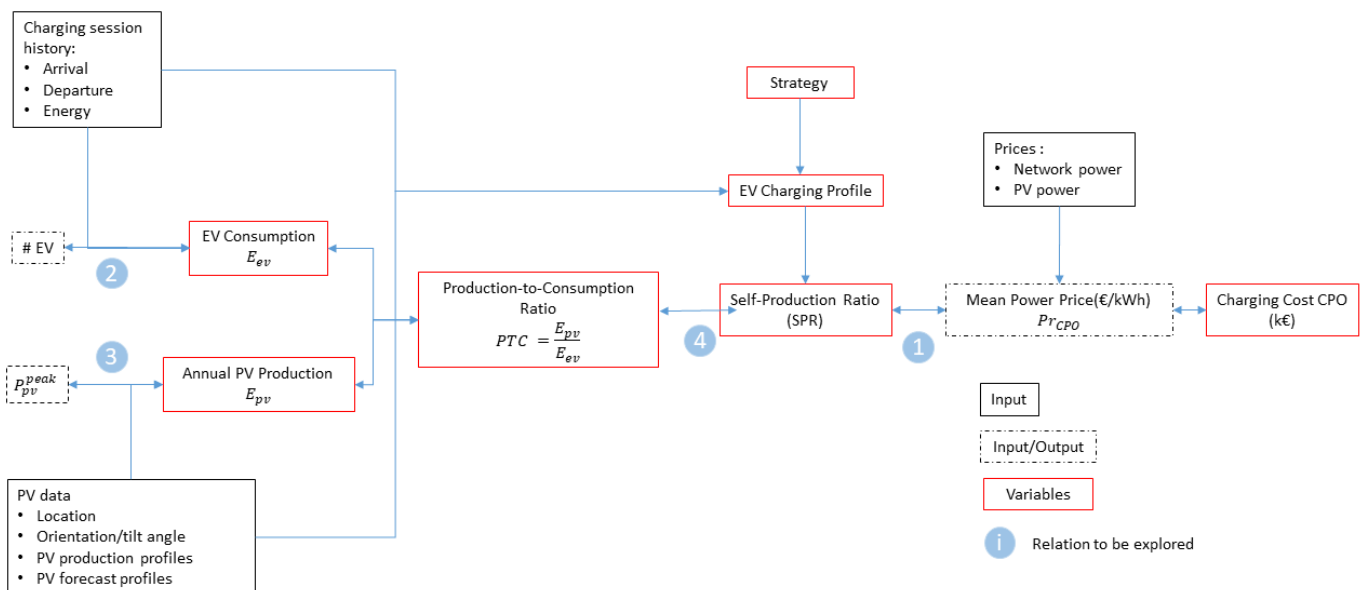 Charging session
history:
• Arrival
• Departure
• Energy
Strategy
Prices :
• Network power
• PV power
EV Charging Profile
# EV
EV Consumption
E_ev
2
Production-to-Consumption
Ratio
PTC = E_pv / E_ev
4
Self-Production Ratio
(SPR)
1
Mean Power Price(€/kWh)
Pr_CPO
Charging Cost CPO
(k€)
3
P_pv^peak
Annual PV Production
E_pv
PV data
• Location
• Orientation/tilt angle
• PV production profiles
• PV forecast profiles
Input
Input/Output
Variables
i Relation to be explored